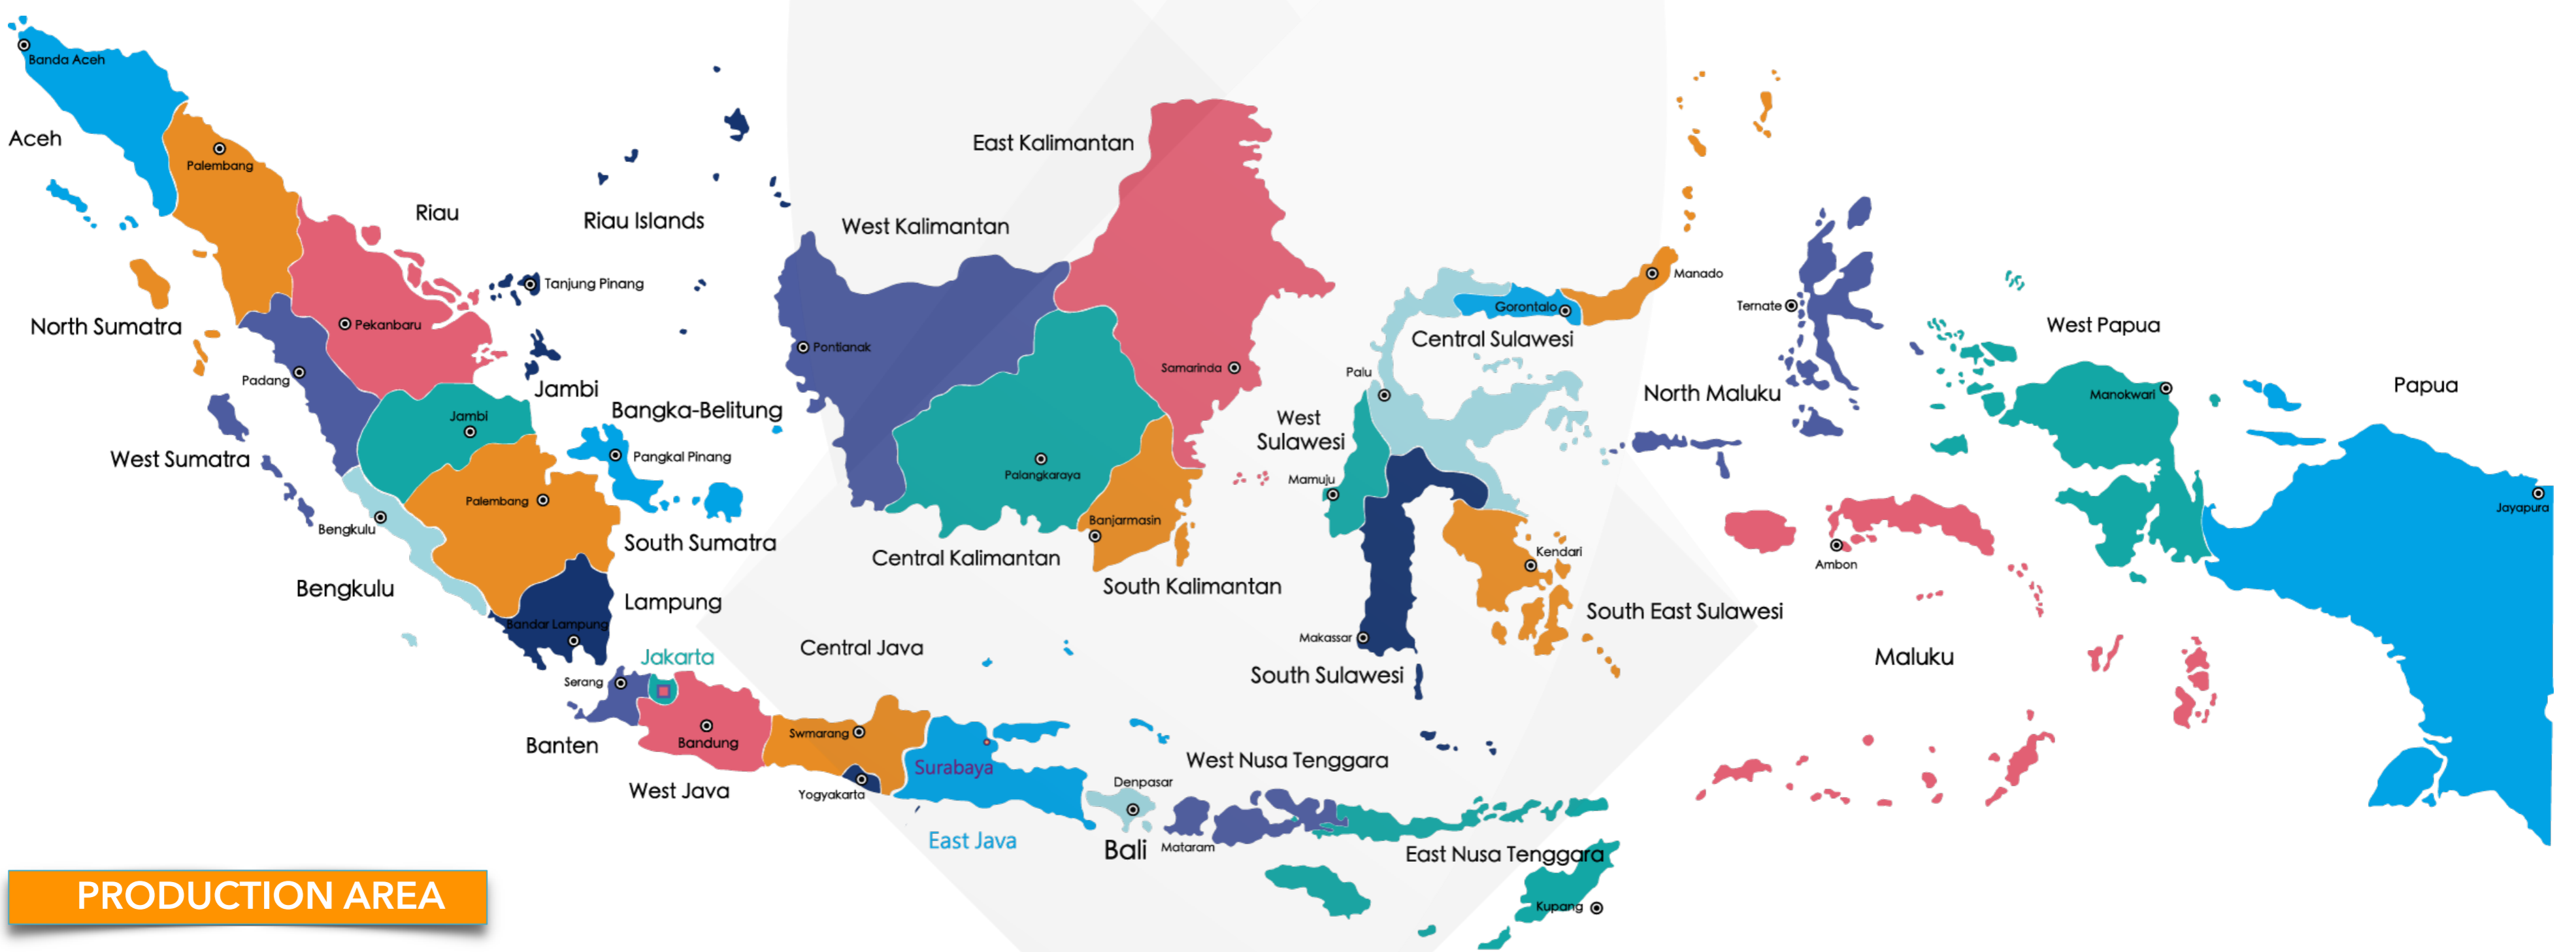 Banda Aceh
Aceh
Palembang
Riau
Riau Islands
Tanjung Pinang
North Sumatra
Pekanbaru
Padang
Jambi
Jambi
Bangka-Belitung
Pangkal Pinang
West Sumatra
Palembang
Bengkulu
South Sumatra
Bengkulu
Lampung
Bandar Lampung
East Kalimantan
West Kalimantan
Pontianak
Samarinda
Palangkaraya
Banjarmasin
Central Kalimantan
South Kalimantan
Manado
Gorontalo
Central Sulawesi
Palu
West
Sulawesi
Mamuju
Kendari
South East Sulawesi
Makassar
South Sulawesi
Ternate
North Maluku
West Papua
Manokwari
Papua
Jayapura
Ambon
Maluku
Jakarta
Serang
Banten
Bandung
West Java
Central Java
Swmarang
Yogyakarta
Surabaya
East Java
Denpasar
Bali
Mataram
West Nusa Tenggara
East Nusa Tenggara
Kupang
PRODUCTION AREA